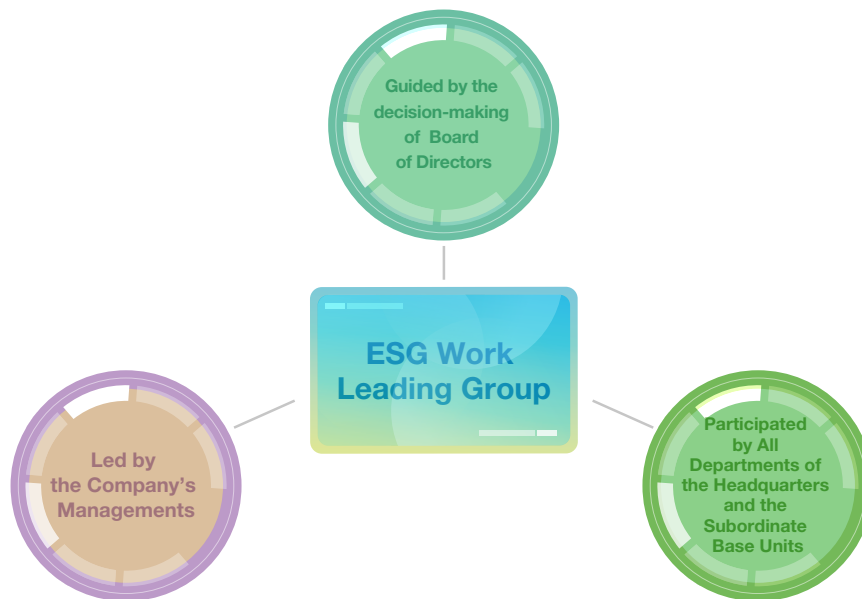 Guided by the
decision-making
of Board
of Directors
ESG Work
Leading Group
Led by
the Company's
Managements
Participated
by All
Departments of
the Headquarters
and the
Subordinate
Base Units